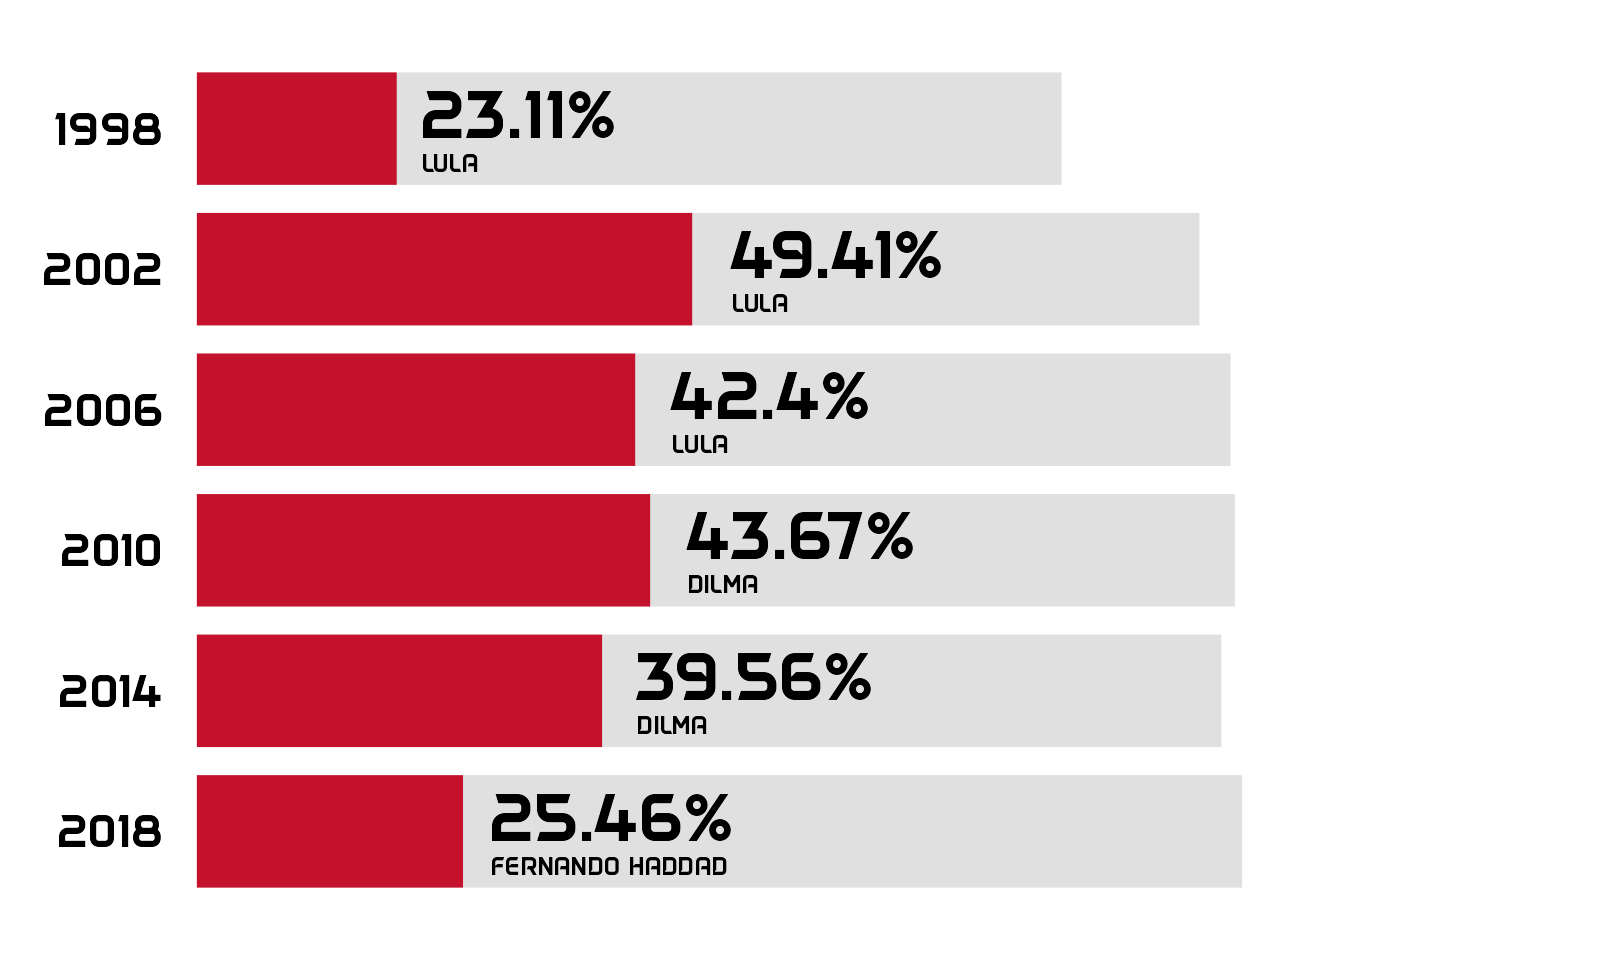 1998
23.11%
LULA
2002
49.41%
LULA
2006
42.4%
LULA
2010
43.67%
DILMA
2014
39.56%
DILMA
2018
25.46%
FERNANDO HADDAD